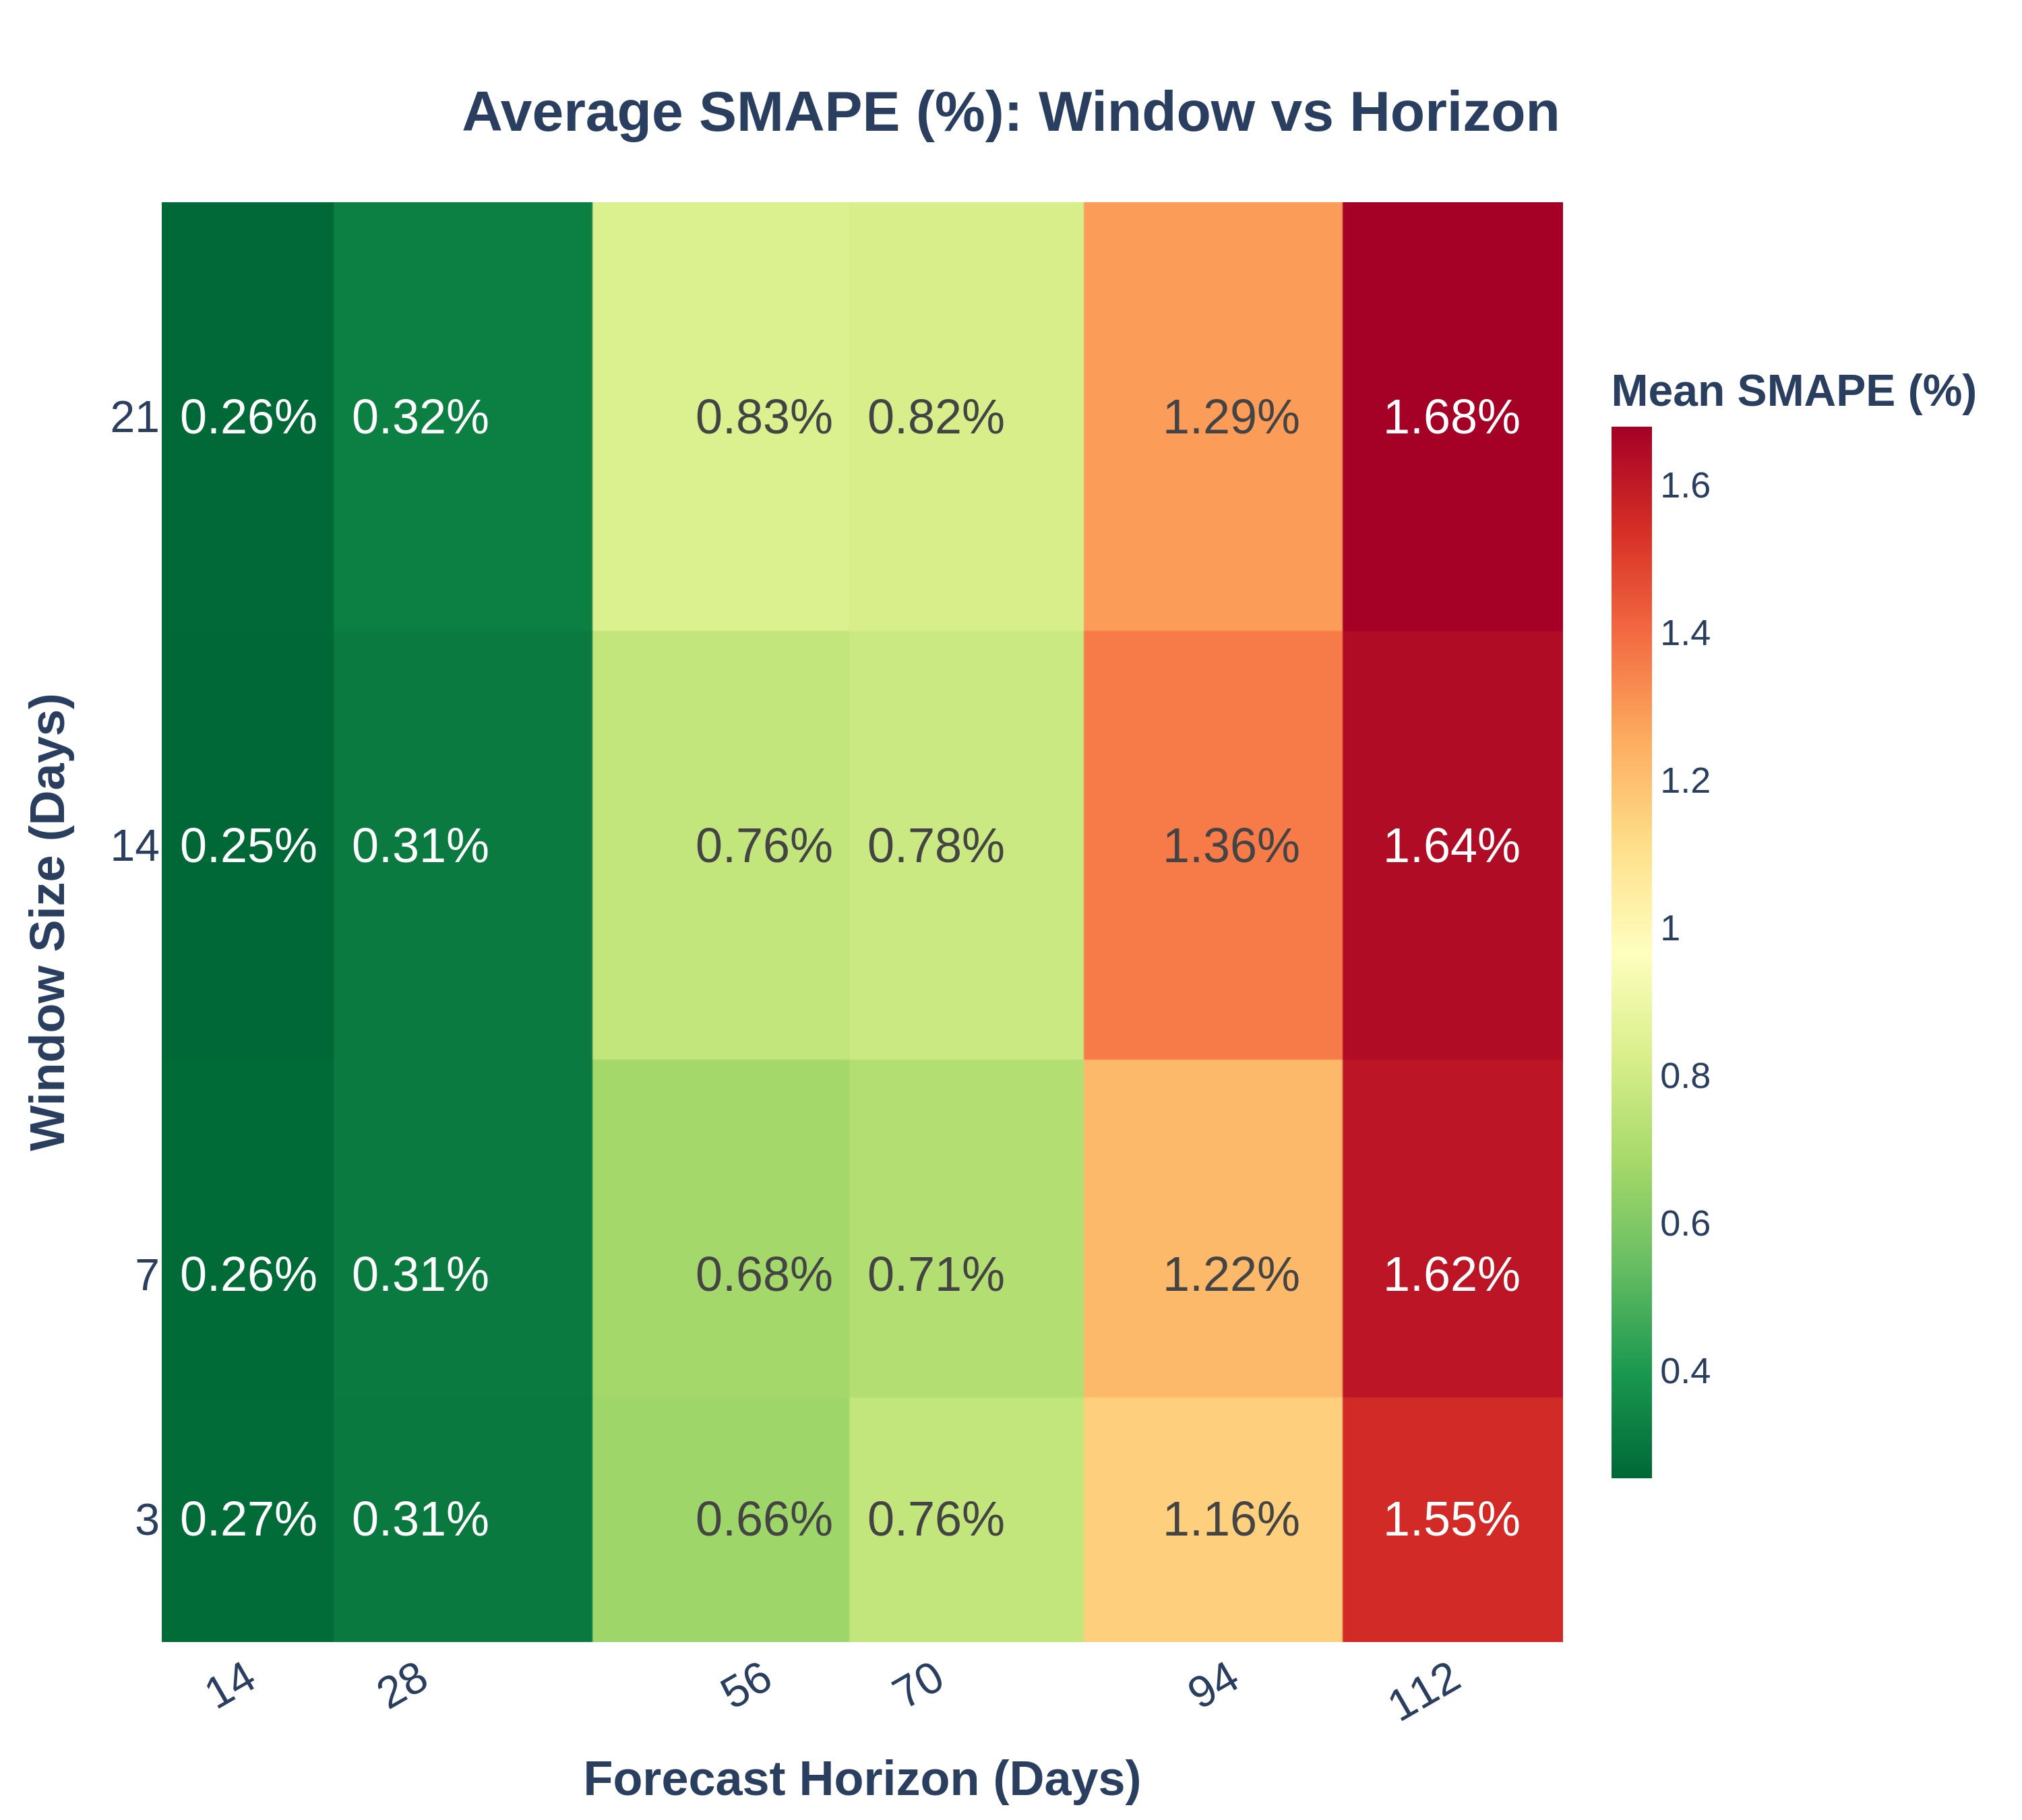 Average SMAPE (%): Window vs Horizon
Mean SMAPE (%)
21 0.26% 0.32% 0.83% 0.82% 1.29% 1.68%
14 0.25% 0.31% 0.76% 0.78% 1.36% 1.64%
7 0.26% 0.31% 0.68% 0.71% 1.22% 1.62%
3 0.27% 0.31% 0.66% 0.76% 1.16% 1.55%
14 28 56 70 94 112
Window Size (Days)
Forecast Horizon (Days)
1.6
1.4
1.2
1
0.8
0.6
0.4